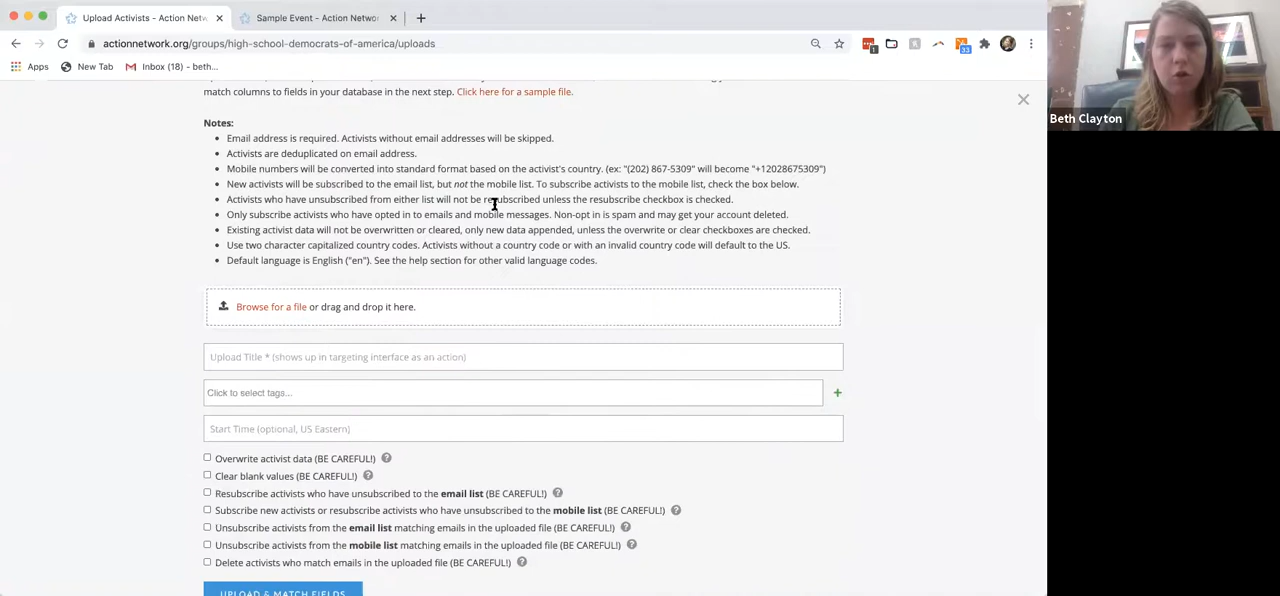 Upload Activists - Action Netw
Sample Event - Action Networ
actionnetwork.org/groups/high-school-democrats-of-america/uploads
1
33
Apps
New Tab
Inbox (18) - beth...
match columns to fields in your database in the next step. Click here for a sample file.
Notes:
Email address is required. Activists without email addresses will be skipped.
Activists are deduplicated on email address.
Mobile numbers will be converted into standard format based on the activist's country. (ex: "(202) 867-5309" will become "+12028675309")
New activists will be subscribed to the email list, but not the mobile list. To subscribe activists to the mobile list, check the box below.
Activists who have unsubscribed from either list will not be resubscribed unless the resubscribe checkbox is checked.
Only subscribe activists who have opted in to emails and mobile messages. Non-opt in is spam and may get your account deleted.
Existing activist data will not be overwritten or cleared, only new data appended, unless the overwrite or clear checkboxes are checked.
Use two character capitalized country codes. Activists without a country code or with an invalid country code will default to the US.
Default language is English ("en"). See the help section for other valid language codes.
Browse for a file or drag and drop it here.
Upload Title * (shows up in targeting interface as an action)
Click to select tags...
Start Time (optional, US Eastern)
Overwrite activist data (BE CAREFUL!)
Clear blank values (BE CAREFUL!)
Resubscribe activists who have unsubscribed to the email list (BE CAREFUL!)
Subscribe new activists or resubscribe activists who have unsubscribed to the mobile list (BE CAREFUL!)
Unsubscribe activists from the email list matching emails in the uploaded file (BE CAREFUL!)
Unsubscribe activists from the mobile list matching emails in the uploaded file (BE CAREFUL!)
Delete activists who match emails in the uploaded file (BE CAREFUL!)
UPLOAD & MATCH FIELDS
Beth Clayton